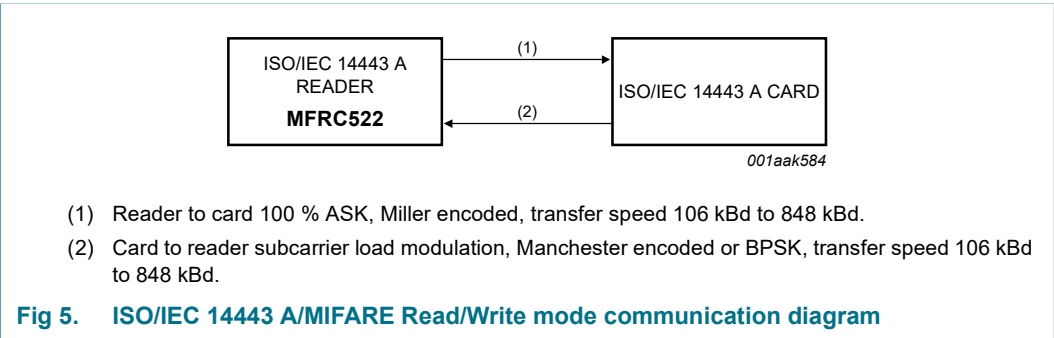 ISO/IEC 14443 A
READER
MFRC522
(1)
(2)
ISO/IEC 14443 A CARD
001aak584
(1) Reader to card 100 % ASK, Miller encoded, transfer speed 106 kBd to 848 kBd.
(2) Card to reader subcarrier load modulation, Manchester encoded or BPSK, transfer speed 106 kBd
to 848 kBd.
Fig 5. ISO/IEC 14443 A/MIFARE Read/Write mode communication diagram